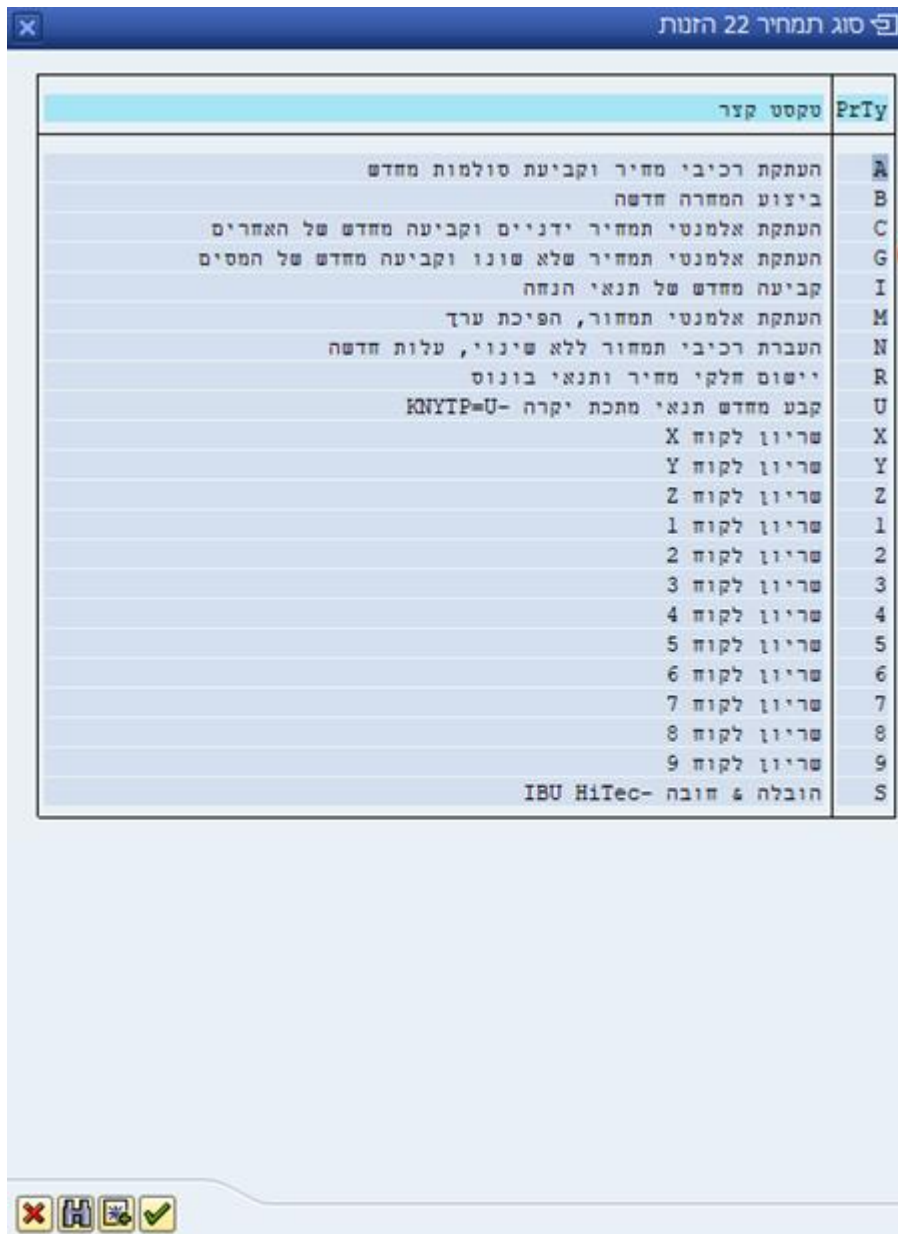 סוג תמחיר 22 הזנות
PrTy טקסט קצר
A העתקת רכיבי מחיר וקביעת סולמות מחדש
B ביצוע המחרה חדשה
C העתקת אלמנטי תמחיר ידניים וקביעה מחדש של האחרים
G העתקת אלמנטי תמחיר שלא שונו וקביעה מחדש של המסים
I קביעה מחדש של תנאי הנחה
M העתקת אלמנטי תמחור, הפיכת ערך
N העברת רכיבי תמחור ללא שינוי, עלות חדשה
R יישום חלקי מחיר ותנאי בונוס
U קבע מחדש תנאי מתכת יקרה -KNYTP=U
X שריון לקוח X
Y שריון לקוח Y
Z שריון לקוח Z
1 שריון לקוח 1
2 שריון לקוח 2
3 שריון לקוח 3
4 שריון לקוח 4
5 שריון לקוח 5
6 שריון לקוח 6
7 שריון לקוח 7
8 שריון לקוח 8
9 שריון לקוח 9
S הובלה & חובה -IBU HiTec